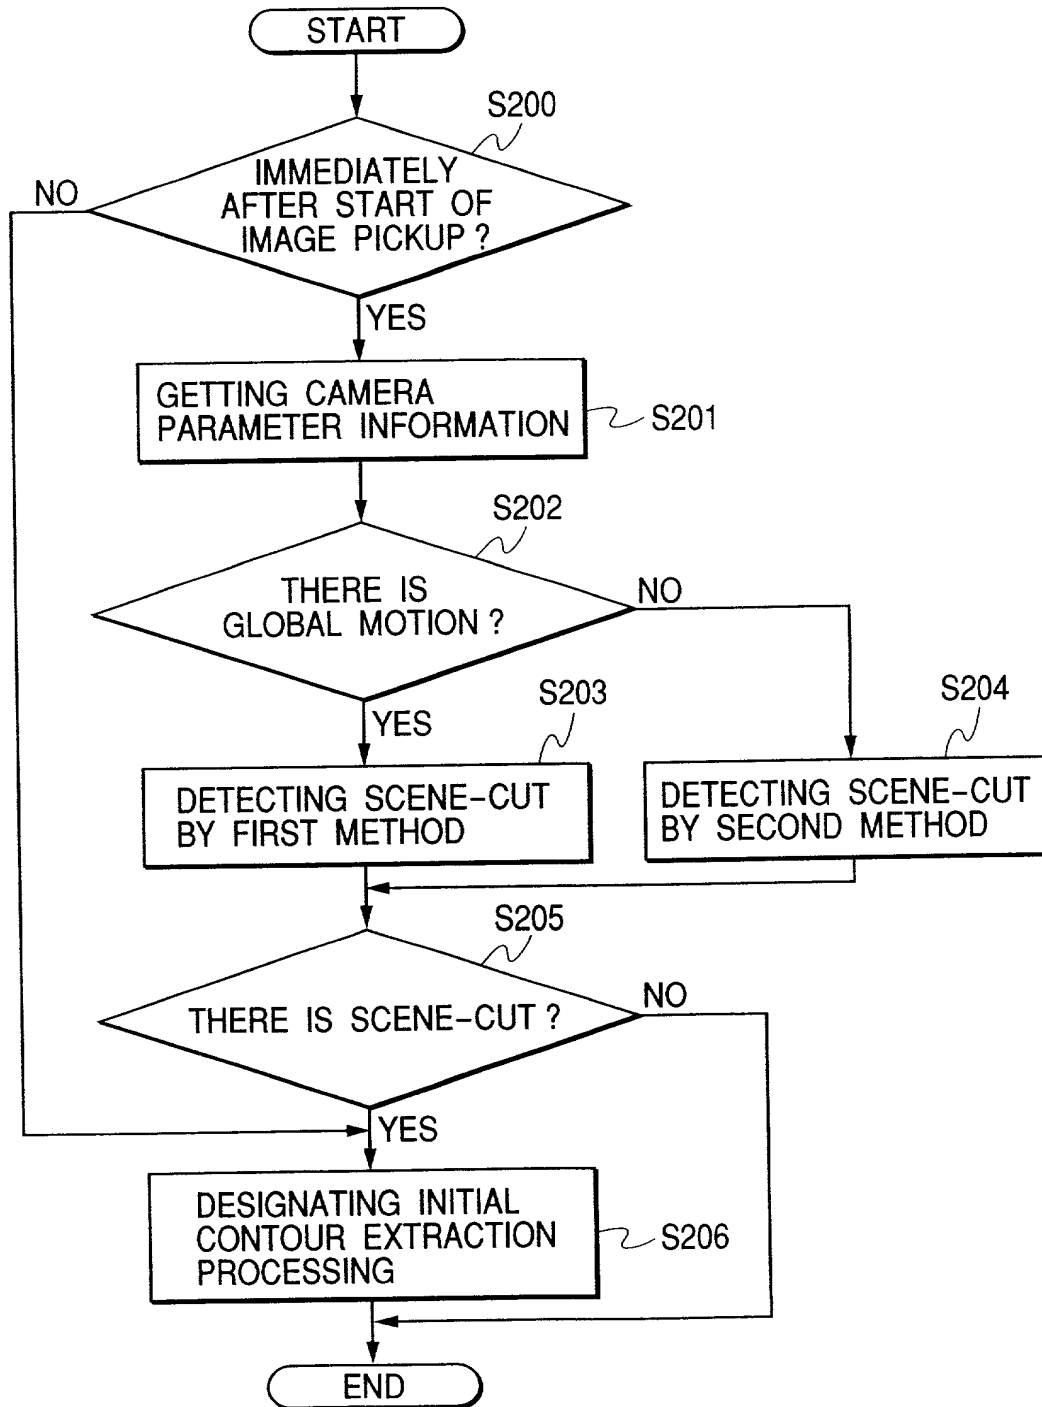 START
S200
IMMEDIATELY
AFTER START OF
IMAGE PICKUP ?
NO
YES
GETTING CAMERA
PARAMETER INFORMATION
S201
S202
THERE IS
GLOBAL MOTION ?
NO
YES
S203
S204
DETECTING SCENE-CUT
BY FIRST METHOD
DETECTING SCENE-CUT
BY SECOND METHOD
S205
THERE IS SCENE-CUT ?
NO
YES
DESIGNATING INITIAL
CONTOUR EXTRACTION
PROCESSING
S206
END